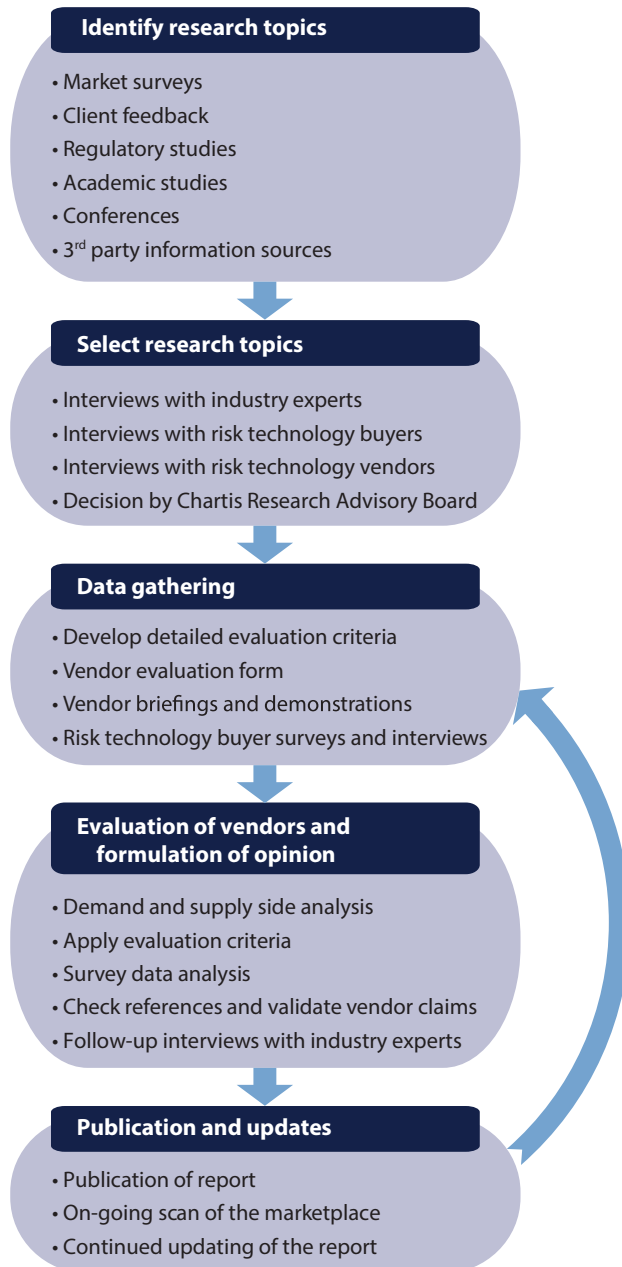 Identify research topics
• Market surveys
• Client feedback
• Regulatory studies
• Academic studies
• Conferences
• 3rd party information sources
Select research topics
• Interviews with industry experts
• Interviews with risk technology buyers
• Interviews with risk technology vendors
• Decision by Chartis Research Advisory Board
Data gathering
• Develop detailed evaluation criteria
• Vendor evaluation form
• Vendor briefings and demonstrations
• Risk technology buyer surveys and interviews
Evaluation of vendors and
formulation of opinion
• Demand and supply side analysis
• Apply evaluation criteria
• Survey data analysis
• Check references and validate vendor claims
• Follow-up interviews with industry experts
Publication and updates
• Publication of report
• On-going scan of the marketplace
• Continued updating of the report